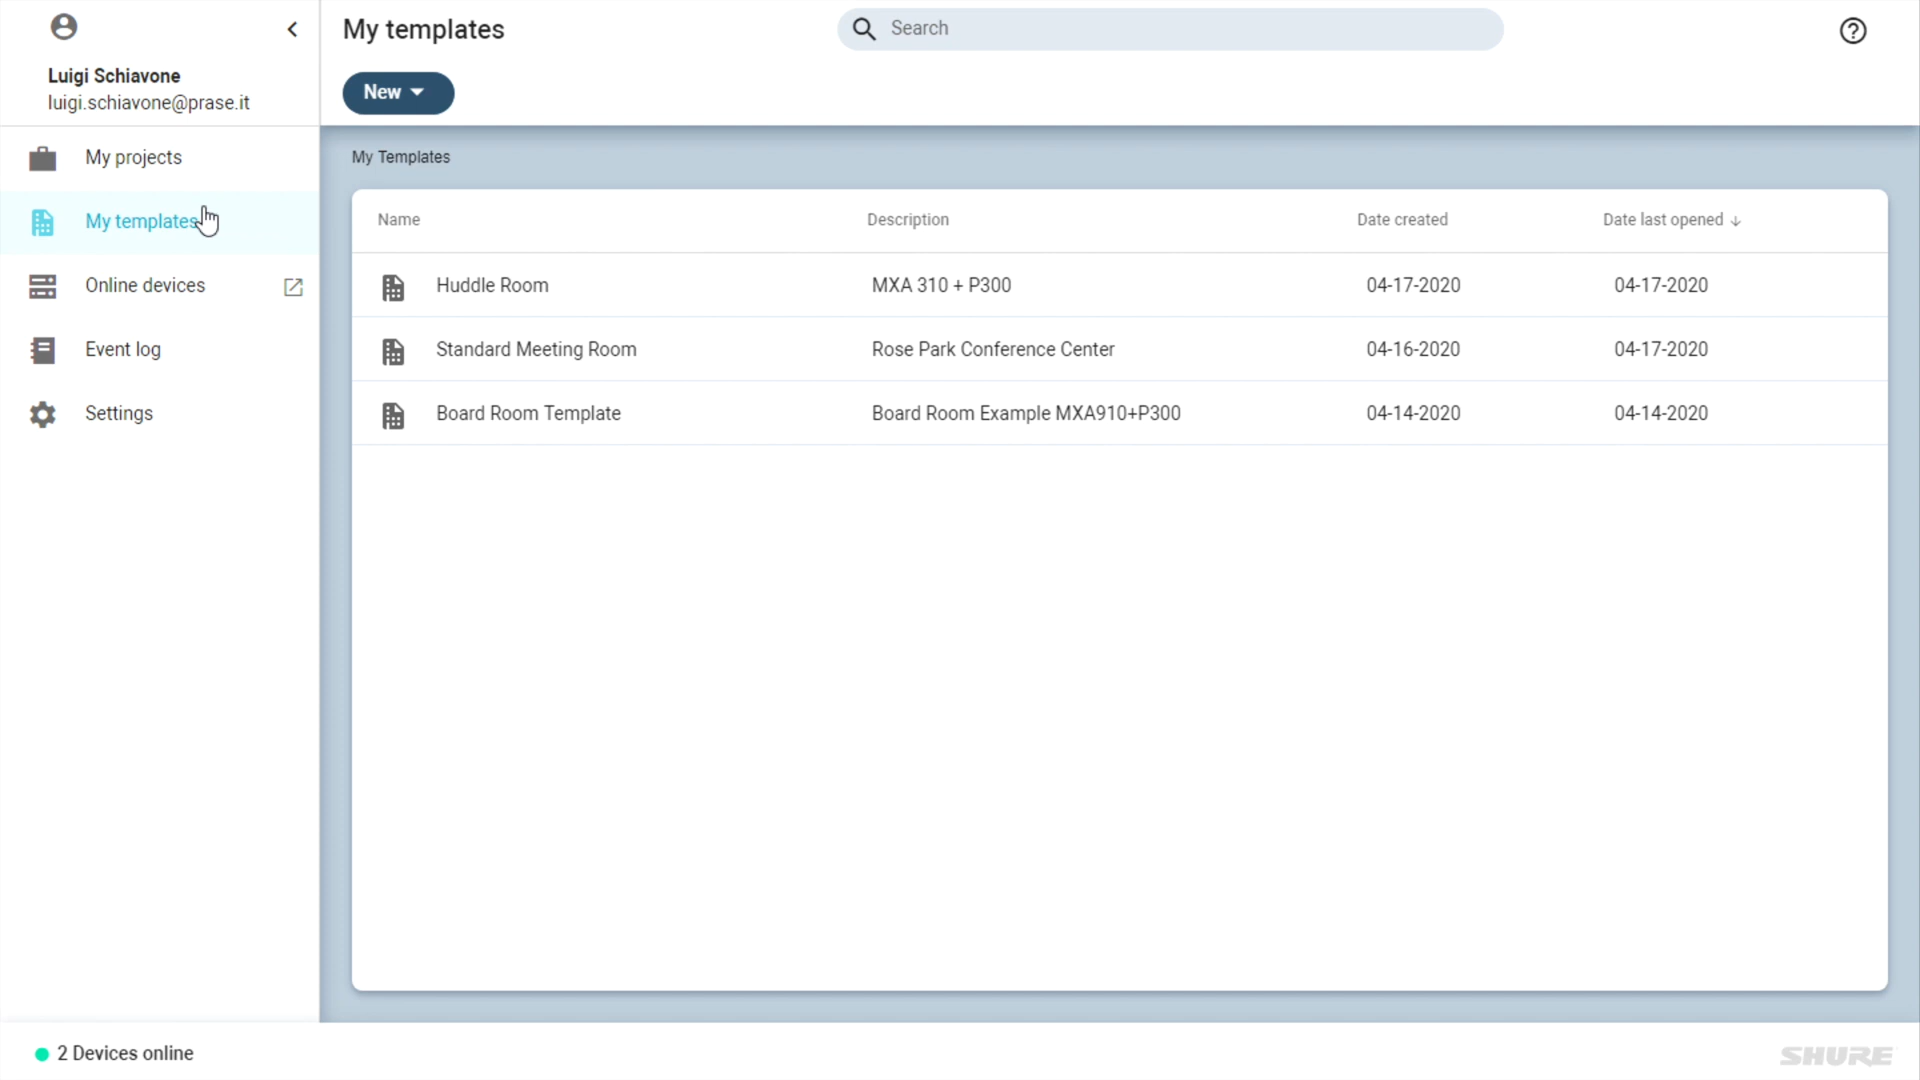 Luigi Schiavone
luigi.schiavone@prase.it
My projects
My templates
Online devices
Event log
Settings
My templates
Search
New
My Templates
Name Description Date created Date last opened
Huddle Room MXA 310 + P300 04-17-2020 04-17-2020
Standard Meeting Room Rose Park Conference Center 04-16-2020 04-17-2020
Board Room Template Board Room Example MXA910+P300 04-14-2020 04-14-2020
2 Devices online
SHURE